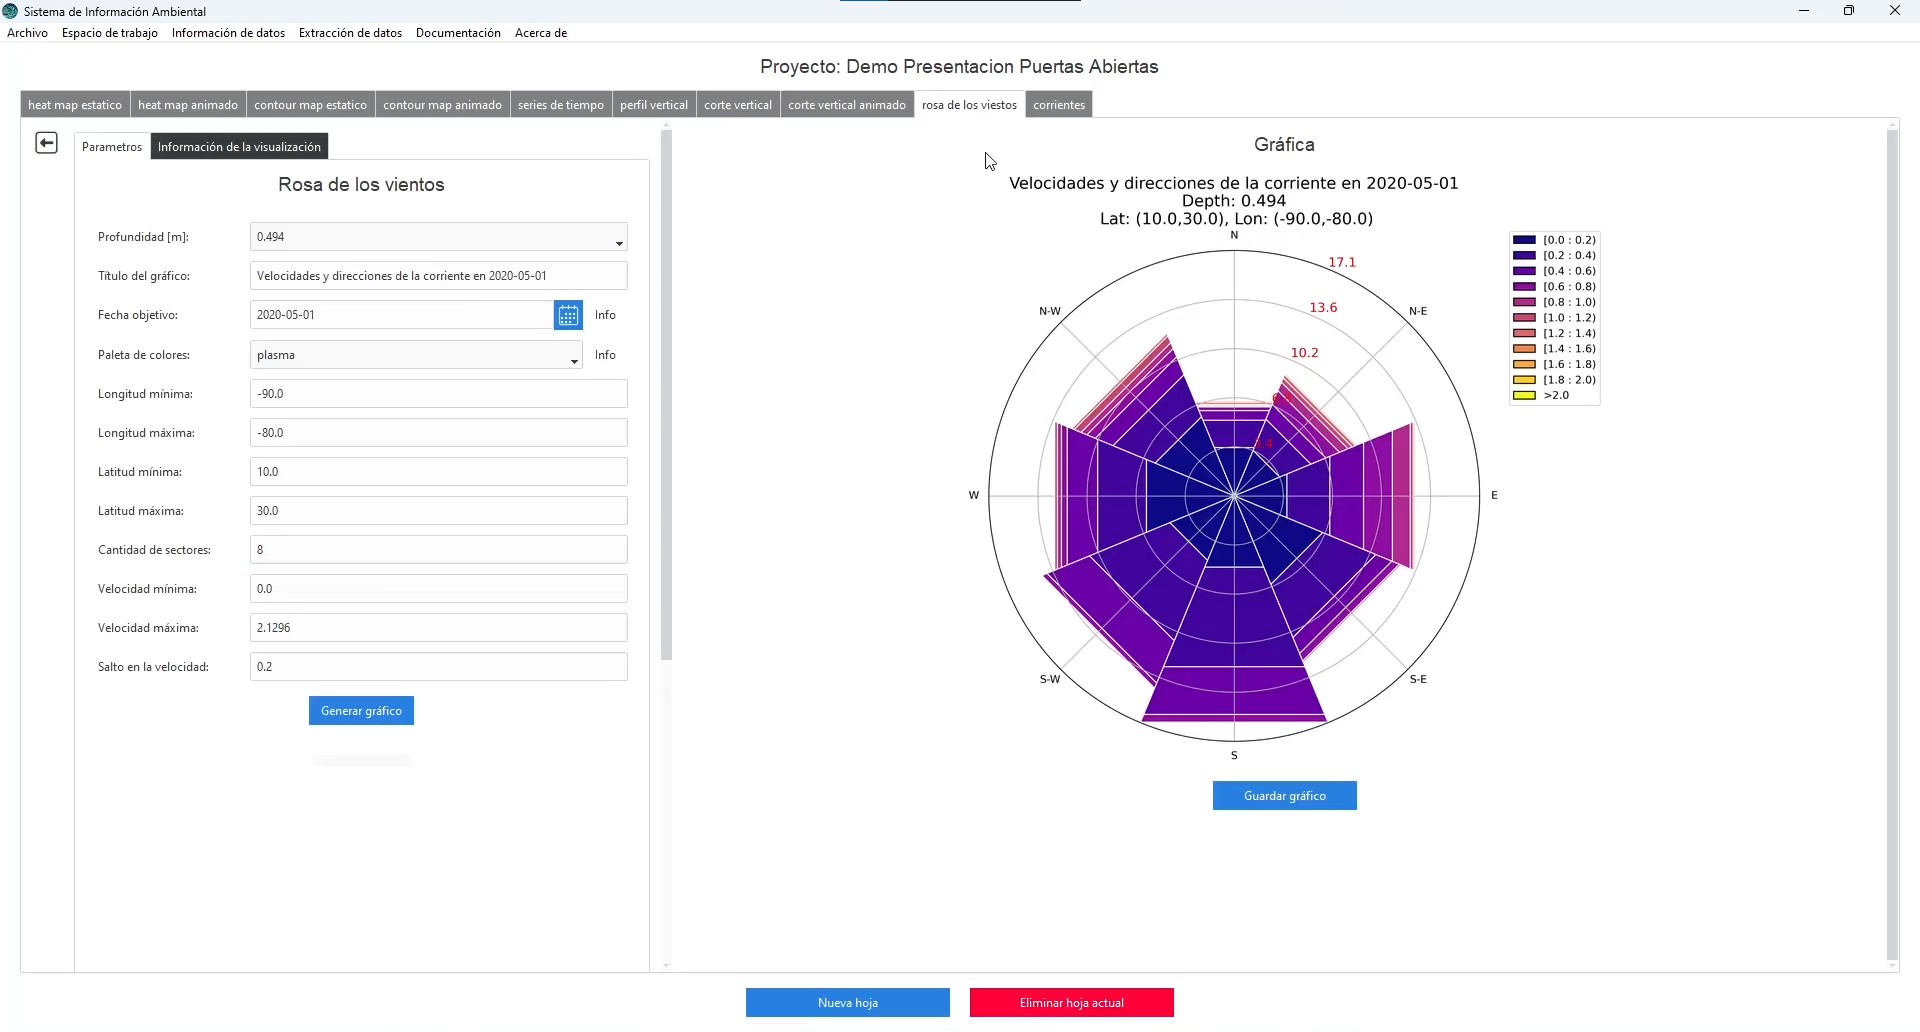 Sistema de Información Ambiental
Archivo Espacio de trabajo Información de datos Extracción de datos Documentación Acerca de
Proyecto: Demo Presentacion Puertas Abiertas
heat map estatico heat map animado contour map estatico contour map animado series de tiempo perfil vertical corte vertical corte vertical animado rosa de los viestos corrientes
Parametros Información de la visualización
Rosa de los vientos
Profundidad [m]: 0.494
Título del gráfico: Velocidades y direcciones de la corriente en 2020-05-01
Fecha objetivo: 2020-05-01 Info
Paleta de colores: plasma Info
Longitud mínima: -90.0
Longitud máxima: -80.0
Latitud mínima: 10.0
Latitud máxima: 30.0
Cantidad de sectores: 8
Velocidad mínima: 0.0
Velocidad máxima: 2.1296
Salto en la velocidad: 0.2
Generar gráfico
Gráfica
Velocidades y direcciones de la corriente en 2020-05-01
Depth: 0.494
Lat: (10.0,30.0), Lon: (-90.0,-80.0)
N
17.1
13.6
N-W
N-E
10.2
W
E
S-W
S-E
S
[0.0 : 0.2)
[0.2 : 0.4)
[0.4 : 0.6)
[0.6 : 0.8)
[0.8 : 1.0)
[1.0 : 1.2)
[1.2 : 1.4)
[1.4 : 1.6)
[1.6 : 1.8)
[1.8 : 2.0)
>2.0
Guardar gráfico
Nueva hoja Eliminar hoja actual